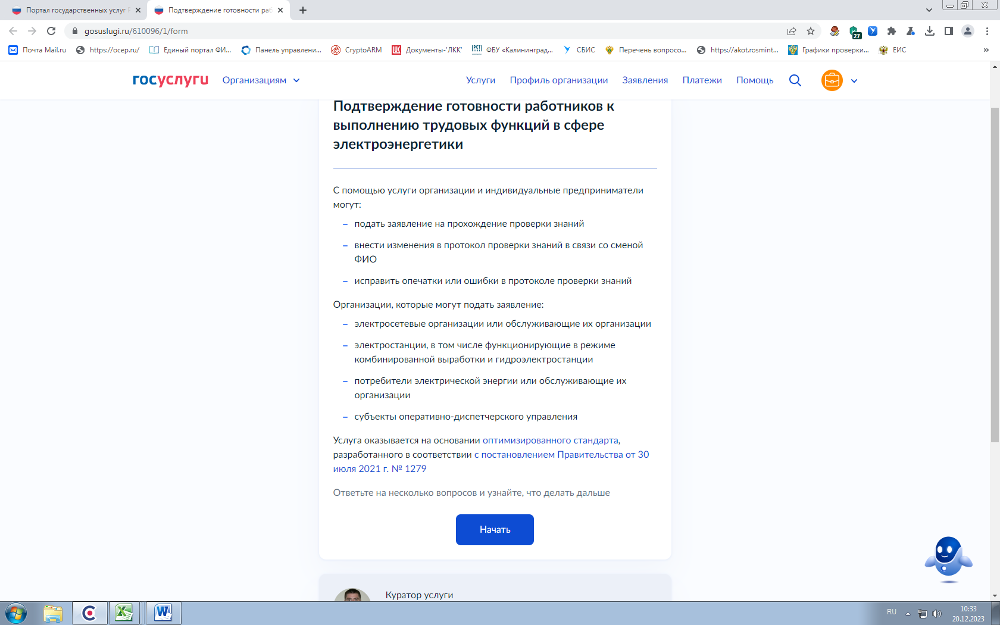 Портал государственных услуг Р
Подтверждение готовности раб
gosuslugi.ru/610096/1/form
27
Почта Mail.ru
https://ocep.ru/
Единый портал ФИ...
Панель управлени...
CryptoARM
Документы-'ЛКК'
ФБУ «Калининград...
СБИС
Перечень вопросо...
https://akot.rosmint...
Графики проверки...
ЕИС
»
госуслуги
Организациям
Услуги
Профиль организации
Заявления
Платежи
Помощь
Подтверждение готовности работников к
выполнению трудовых функций в сфере
электроэнергетики
С помощью услуги организации и индивидуальные предприниматели
могут:
– подать заявление на прохождение проверки знаний
– внести изменения в протокол проверки знаний в связи со сменой
ФИО
– исправить опечатки или ошибки в протоколе проверки знаний
Организации, которые могут подать заявление:
– электросетевые организации или обслуживающие их организации
– электростанции, в том числе функционирующие в режиме
комбинированной выработки и гидроэлектростанции
– потребители электрической энергии или обслуживающие их
организации
– субъекты оперативно-диспетчерского управления
Услуга оказывается на основании оптимизированного стандарта,
разработанного в соответствии с постановлением Правительства от 30
июля 2021 г. № 1279
Ответьте на несколько вопросов и узнайте, что делать дальше
Начать
Куратор услуги
RU
10:33
20.12.2023